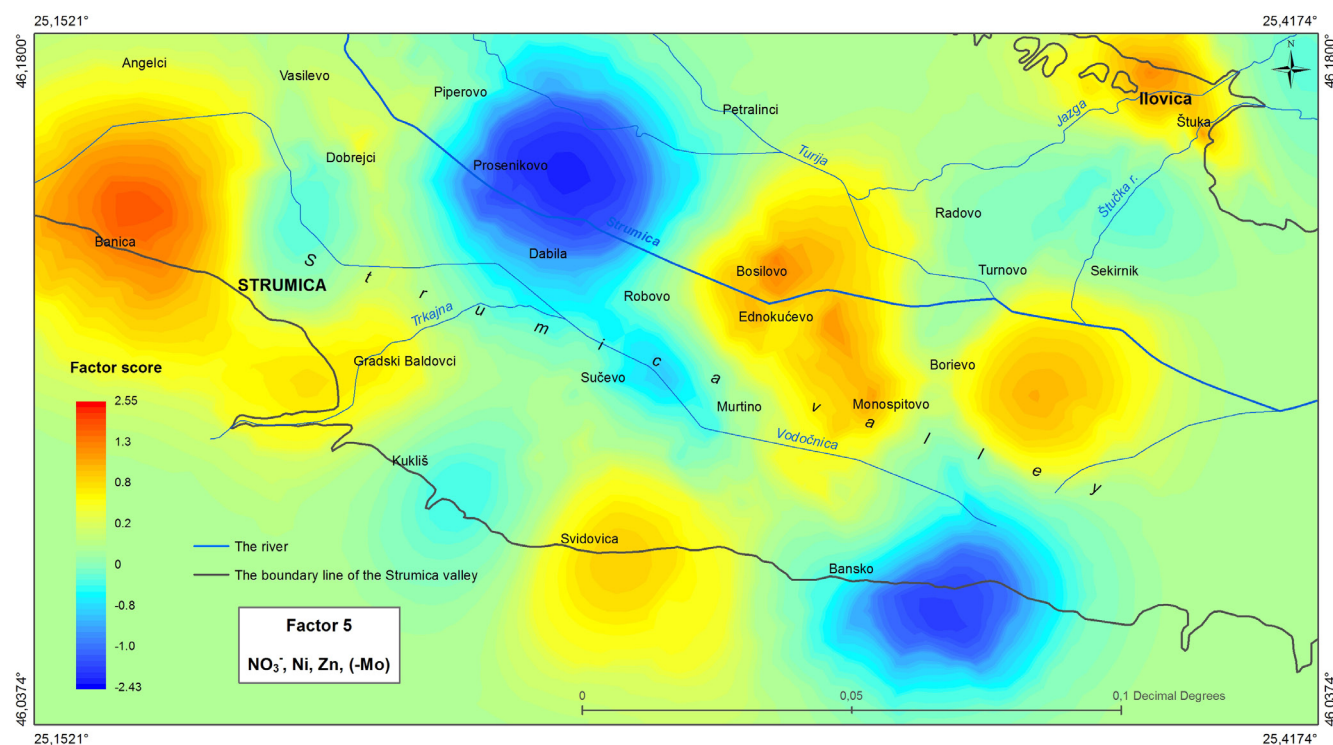 25,1521°
25,4174°
46,1800°
46,1800°
Angelci
Vasilevo
Piperovo
Petralinci
Ilovica
N
Jazga
Štuka
Dobrejci
Prosenikovo
Turija
Štučka r.
Radovo
Banica
Strumica
Dabila
STRUMICA
Bosilovo
Turnovo
Sekirnik
Robovo
Trkajna
Ednokućevo
S t r u m i c a v a l l e y
Gradski Baldovci
Sučevo
Borievo
Murtino
Monospitovo
Vodočnica
Kukliš
Svidovica
Bansko
Factor score
2.55
1.3
0.8
0.2
0
-0.8
-1.0
-2.43
The river
The boundary line of the Strumica valley
Factor 5
NO₃⁻, Ni, Zn, (-Mo)
0
0,05
0,1 Decimal Degrees
46,0374°
46,0374°
25,1521°
25,4174°